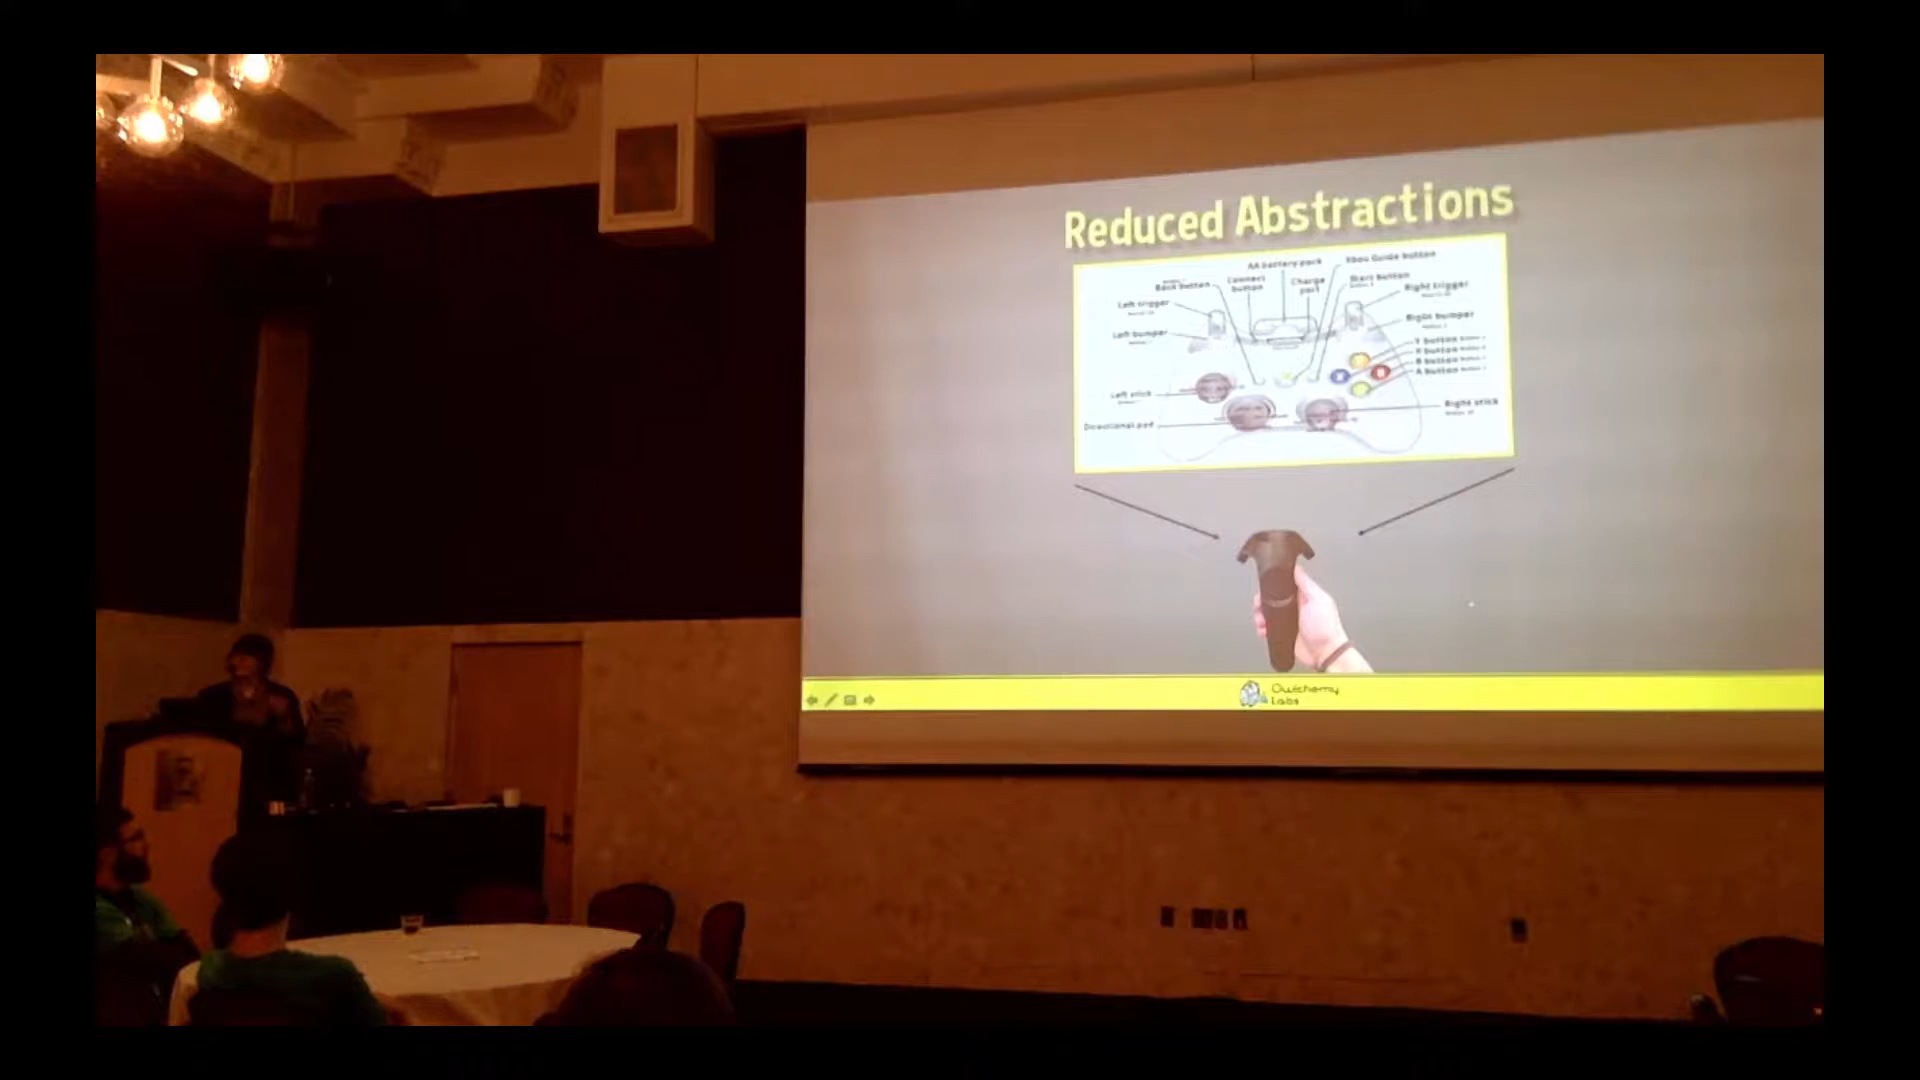 Reduced Abstractions
AA battery pack
Xbox Guide button
Back button
Connect button
Charge port
Start button
Left trigger
Right trigger
Left bumper
Right bumper
Y button
X button
B button
A button
Left stick
Right stick
Directional pad
Owlchemy
Labs